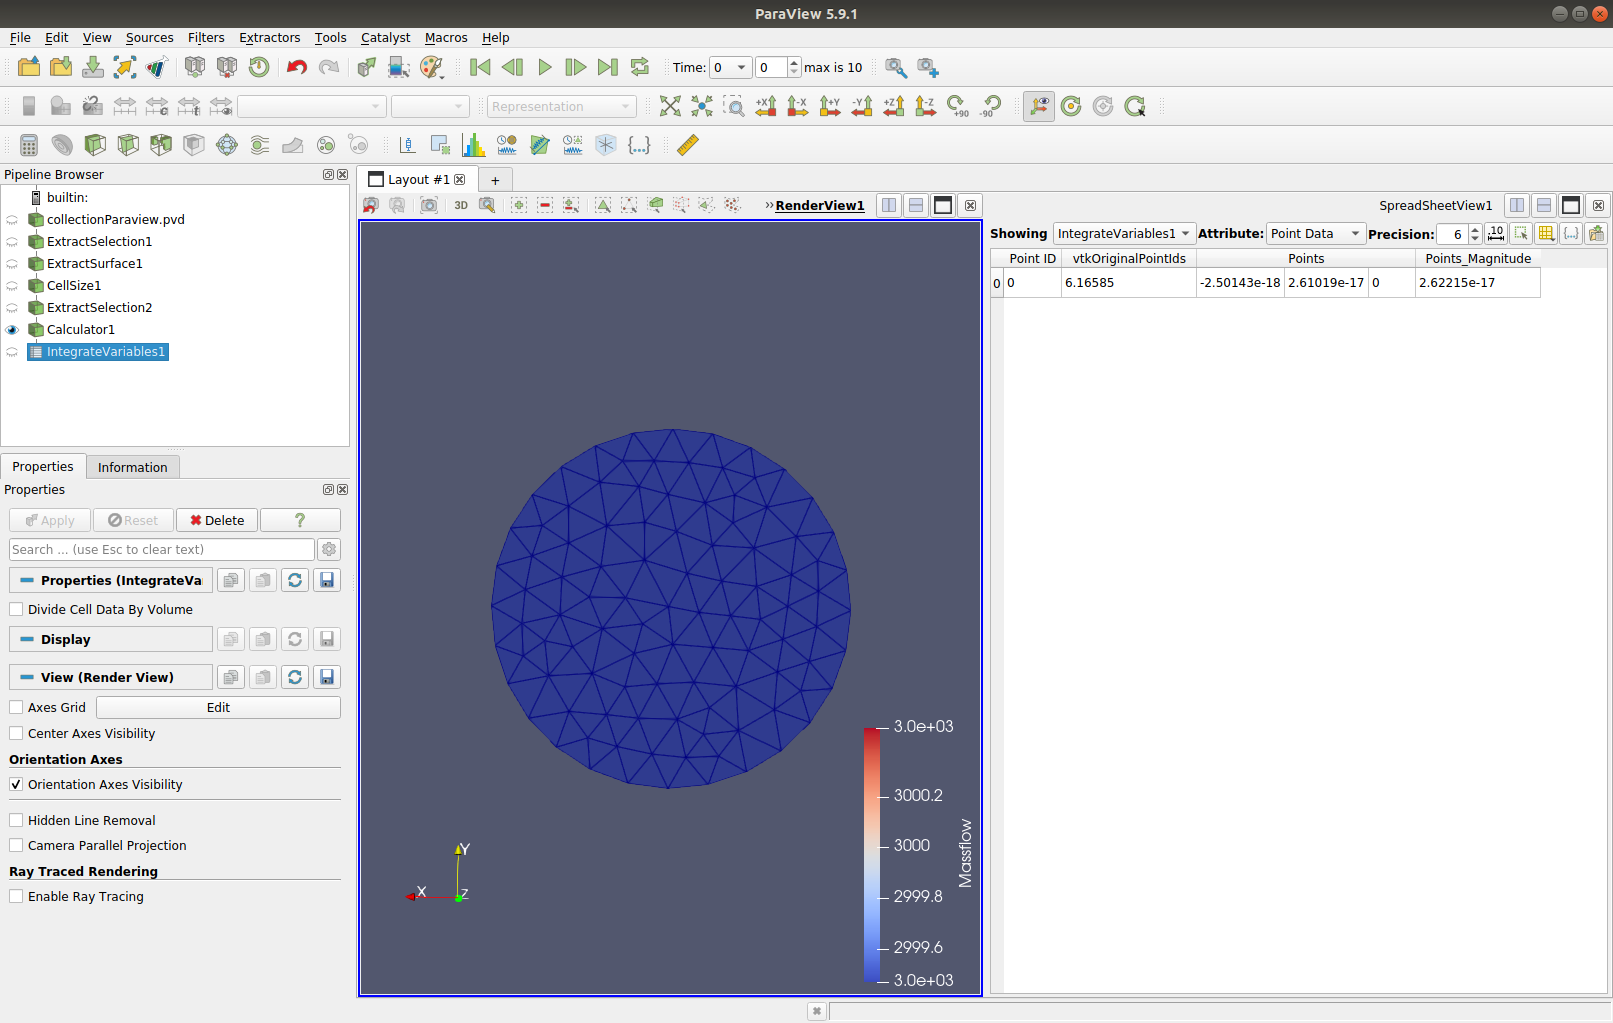 ParaView 5.9.1
File Edit View Sources Filters Extractors Tools Catalyst Macros Help
Time: 0 0 max is 10
Representation
+X -X +Y -Y +Z -Z +90 -90
Pipeline Browser
builtin:
collectionParaview.pvd
ExtractSelection1
ExtractSurface1
CellSize1
ExtractSelection2
Calculator1
IntegrateVariables1
Properties Information
Properties
Apply Reset Delete ?
Search ... (use Esc to clear text)
Properties (IntegrateVa
Divide Cell Data By Volume
Display
View (Render View)
Axes Grid Edit
Center Axes Visibility
Orientation Axes
Orientation Axes Visibility
Hidden Line Removal
Camera Parallel Projection
Ray Traced Rendering
Enable Ray Tracing
Layout #1 +
3D RenderView1
Y
X
Z
3.0e+03
3000.2
3000
2999.8
2999.6
3.0e+03
Massflow
SpreadSheetView1
Showing IntegrateVariables1 Attribute: Point Data Precision: 6 .10
Point ID vtkOriginalPointIds Points Points_Magnitude
0 0 6.16585 -2.50143e-18 2.61019e-17 0 2.62215e-17